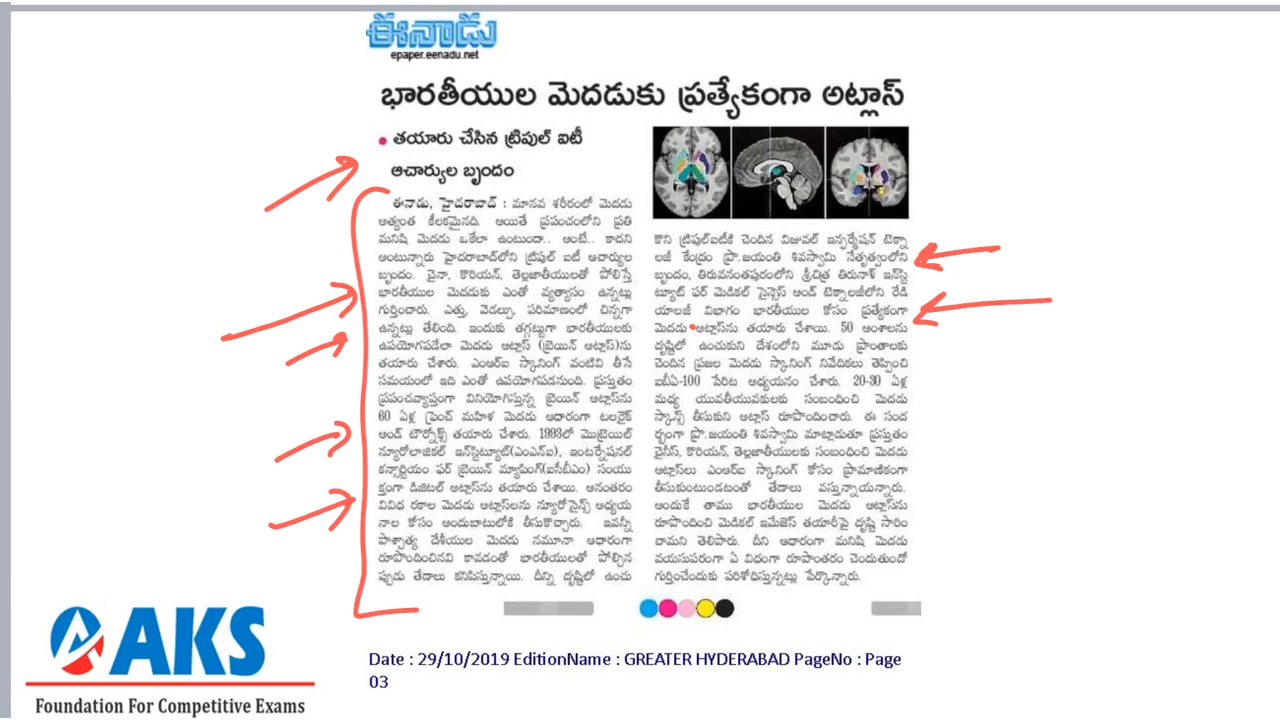 ఈనాడు
epaper.eenadu.net
భారతీయుల మెదడుకు ప్రత్యేకంగా అట్లాస్
• తయారు చేసిన ట్రిపుల్ ఐటీ
ఆచార్యుల బృందం
ఈనాడు, హైదరాబాద్ : మానవ శరీరంలో మెదడు
అత్యంత కీలకమైనది. అయితే ప్రపంచంలోని ప్రతి
మనిషి మెదడు ఒకేలా ఉంటుందా.. అంటే.. కాదని
అంటున్నారు హైదరాబాద్‌లోని ట్రిపుల్ ఐటీ ఆచార్యుల
బృందం. చైనా, కొరియన్, తెల్లజాతీయులతో పోలిస్తే
భారతీయుల మెదడుకు ఎంతో వ్యత్యాసం ఉన్నట్లు
గుర్తించారు. ఎత్తు, వెడల్పు, పరిమాణంలో చిన్నగా
ఉన్నట్లు తేలింది. ఇందుకు తగ్గట్టుగా భారతీయులకు
ఉపయోగపడేలా మెదడు అట్లాస్ (బ్రెయిన్ అట్లాస్)ను
తయారు చేశారు. ఎంఆర్ఐ స్కానింగ్ వంటివి తీసే
సమయంలో ఇది ఎంతో ఉపయోగపడనుంది. ప్రస్తుతం
ప్రపంచవ్యాప్తంగా వినియోగిస్తున్న బ్రెయిన్ అట్లాస్‌ను
60 ఏళ్ల ఫ్రెంచ్ మహిళ మెదడు ఆధారంగా టలరైక్
అండ్ టౌర్నోక్స్ తయారు చేశారు. 1993లో మొట్రెయిల్
న్యూరోలాజికల్ ఇన్‌స్టిట్యూట్(ఎంఎన్ఐ), ఇంటర్నేషనల్
కన్సార్టియం ఫర్ బ్రెయిన్ మ్యాపింగ్(ఐసీబీఎం) సంయు
క్తంగా డిజిటల్ అట్లాస్‌ను తయారు చేశాయి. అనంతరం
వివిధ రకాల మెదడు అట్లాస్‌లను న్యూరోసైన్స్ అధ్యయ
నాల కోసం అందుబాటులోకి తీసుకొచ్చారు. ఇవన్నీ
పాశ్చాత్య దేశీయుల మెదడు నమూనా ఆధారంగా
రూపొందించినవి కావడంతో భారతీయులతో పోల్చిన
ప్పుడు తేడాలు కనిపిస్తున్నాయి. దీన్ని దృష్టిలో ఉంచు
కొని ట్రిపుల్‌ఐటీకి చెందిన విజువల్ ఇన్ఫర్మేషన్ టెక్నా
లజీ కేంద్రం ప్రొ.జయంతి శివస్వామి నేతృత్వంలోని
బృందం, తిరువనంతపురంలోని శ్రీచిత్ర తిరునాళ్ ఇన్‌స్టి
ట్యూట్ ఫర్ మెడికల్ సైన్సెస్ అండ్ టెక్నాలజీలోని రేడి
యాలజీ విభాగం భారతీయుల కోసం ప్రత్యేకంగా
మెదడు అట్లాస్‌ను తయారు చేశాయి. 50 అంశాలను
దృష్టిలో ఉంచుకుని దేశంలోని మూడు ప్రాంతాలకు
చెందిన ప్రజల మెదడు స్కానింగ్ నివేదికలు తెప్పించి
ఐబీఏ-100 పేరిట అధ్యయనం చేశారు. 20-30 ఏళ్ల
మధ్య యువతీయువకులకు సంబంధించి మెదడు
స్కాన్స్ తీసుకుని అట్లాస్ రూపొందించారు. ఈ సంద
ర్భంగా ప్రొ.జయంతి శివస్వామి మాట్లాడుతూ ప్రస్తుతం
చైనీస్, కొరియన్, తెల్లజాతీయులకు సంబంధించి మెదడు
అట్లాస్‌లు ఎంఆర్ఐ స్కానింగ్ కోసం ప్రామాణికంగా
తీసుకుంటుండటంతో తేడాలు వస్తున్నాయన్నారు.
అందుకే తాము భారతీయుల మెదడు అట్లాస్‌ను
రూపొందించి మెడికల్ ఇమేజెస్ తయారీపై దృష్టి సారిం
చామని తెలిపారు. దీని ఆధారంగా మనిషి మెదడు
వయసుపరంగా ఏ విధంగా రూపాంతరం చెందుతుందో
గుర్తించేందుకు పరిశోధిస్తున్నట్లు పేర్కొన్నారు.
AKS
Foundation For Competitive Exams
Date : 29/10/2019 EditionName : GREATER HYDERABAD PageNo : Page
03